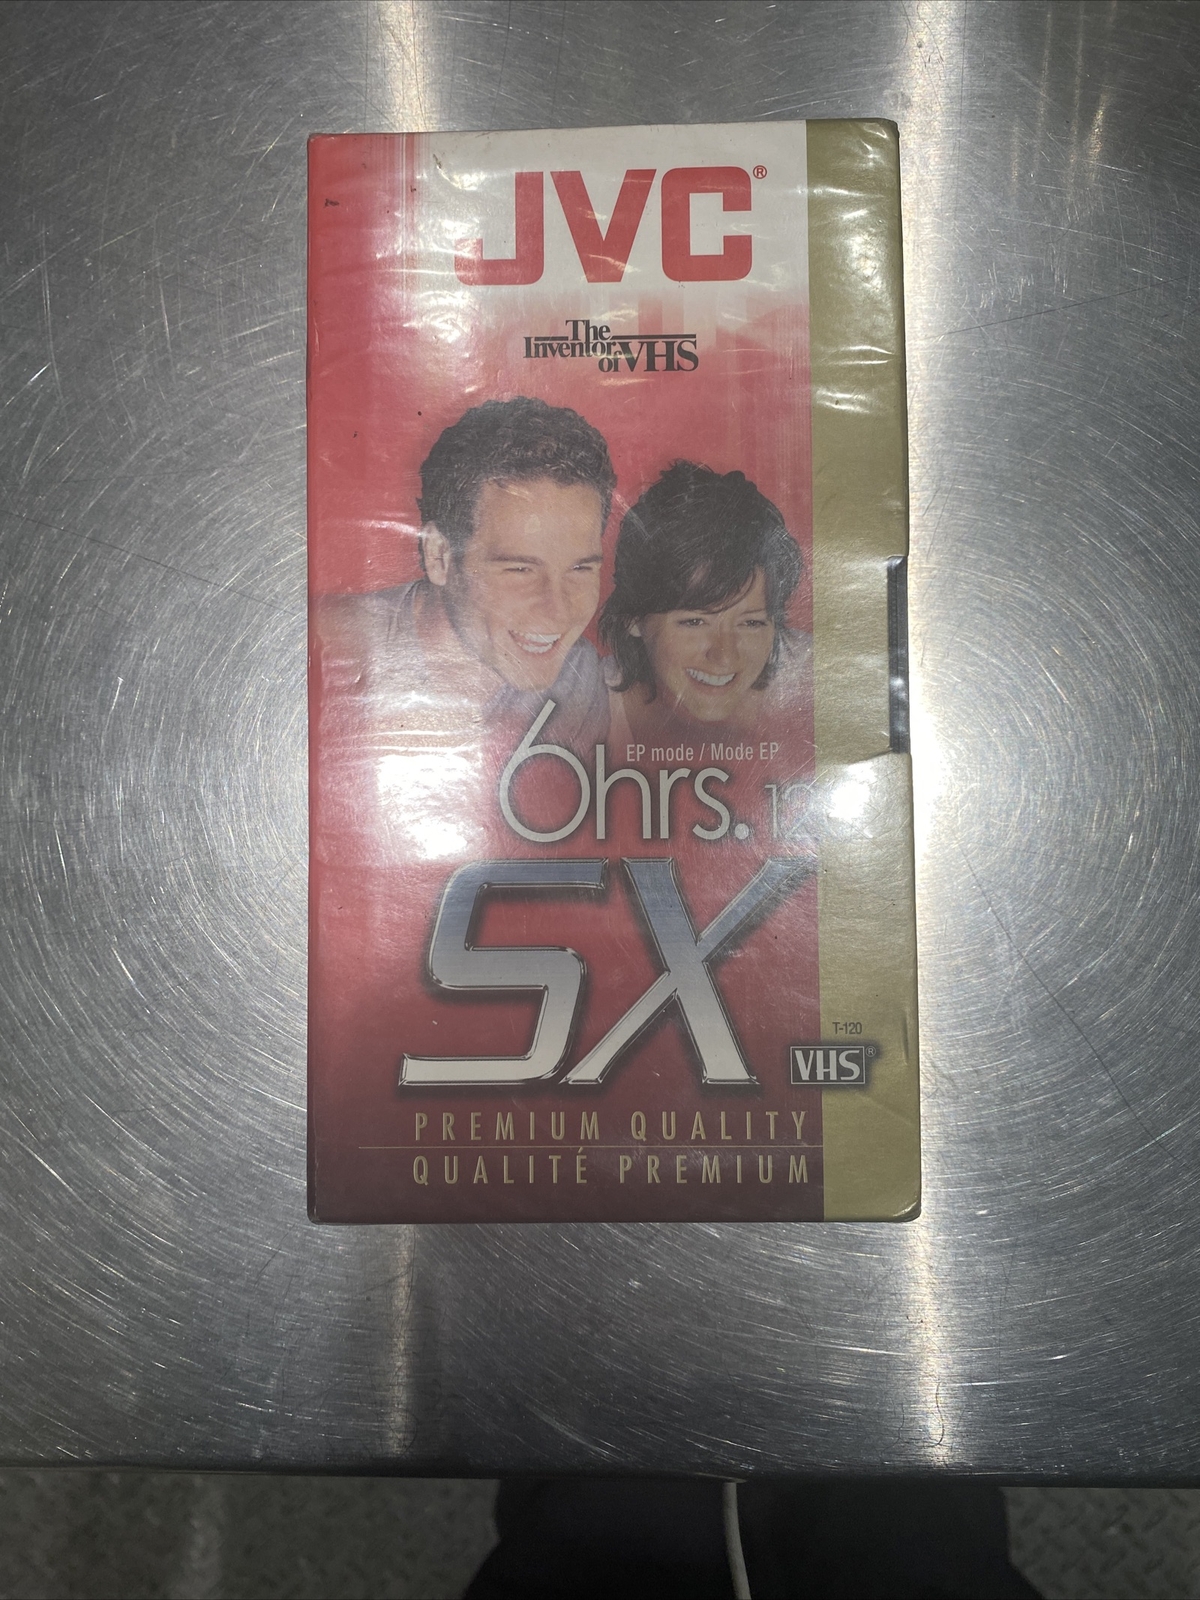 JVC®
The
Inventor
of VHS
EP mode / Mode EP
6hrs.
SX
T-120
VHS®
PREMIUM QUALITY
QUALITÉ PREMIUM